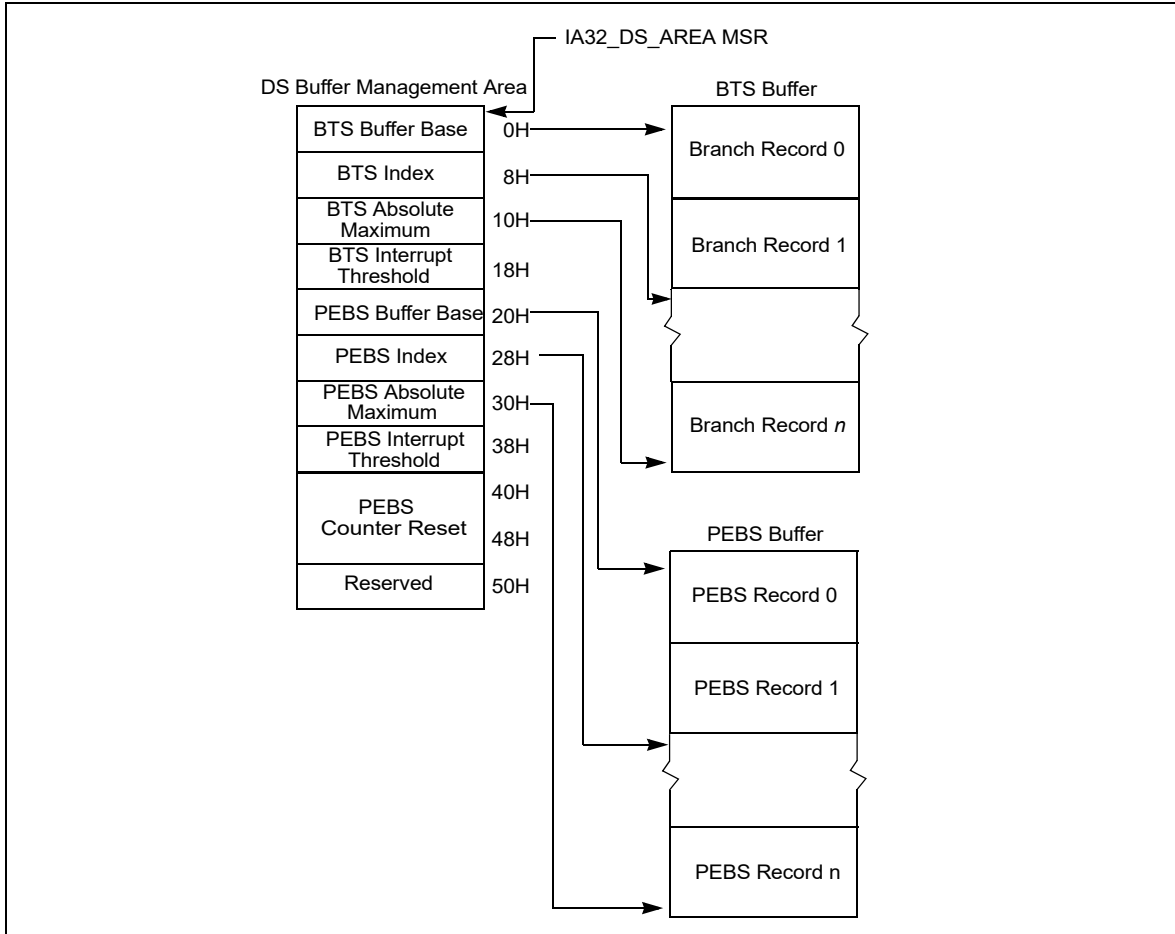 IA32_DS_AREA MSR
DS Buffer Management Area
BTS Buffer Base 0H
BTS Index 8H
BTS Absolute
Maximum 10H
BTS Interrupt
Threshold 18H
PEBS Buffer Base 20H
PEBS Index 28H
PEBS Absolute
Maximum 30H
PEBS Interrupt
Threshold 38H
40H
PEBS
Counter Reset
48H
Reserved 50H
BTS Buffer
Branch Record 0
Branch Record 1
Branch Record n
PEBS Buffer
PEBS Record 0
PEBS Record 1
PEBS Record n